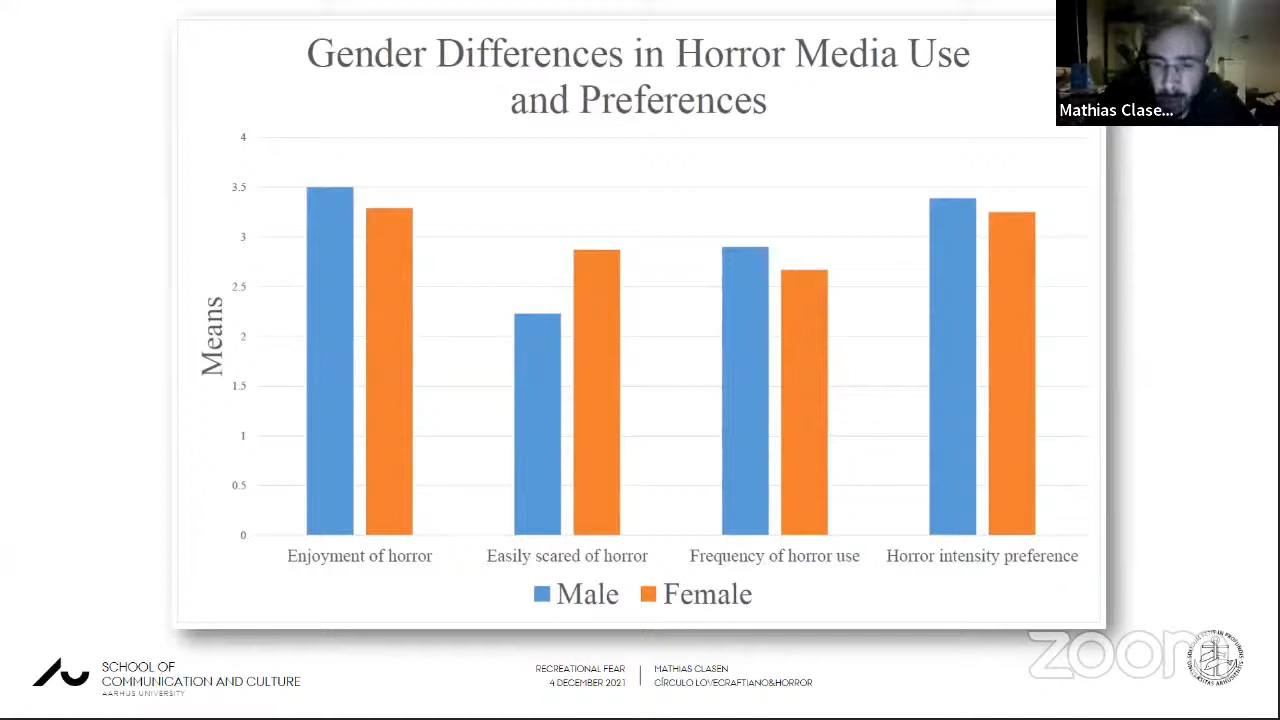 Gender Differences in Horror Media Use
and Preferences
Mathias Clase...
Means
4
3.5
3
2.5
2
1.5
1
0.5
0
Enjoyment of horror
Easily scared of horror
Frequency of horror use
Horror intensity preference
Male
Female
SCHOOL OF
COMMUNICATION AND CULTURE
AARHUS UNIVERSITY
RECREATIONAL FEAR
4 DECEMBER 2021
MATHIAS CLASEN
CÍRCULO LOVECRAFTIANO&HORROR
zoom